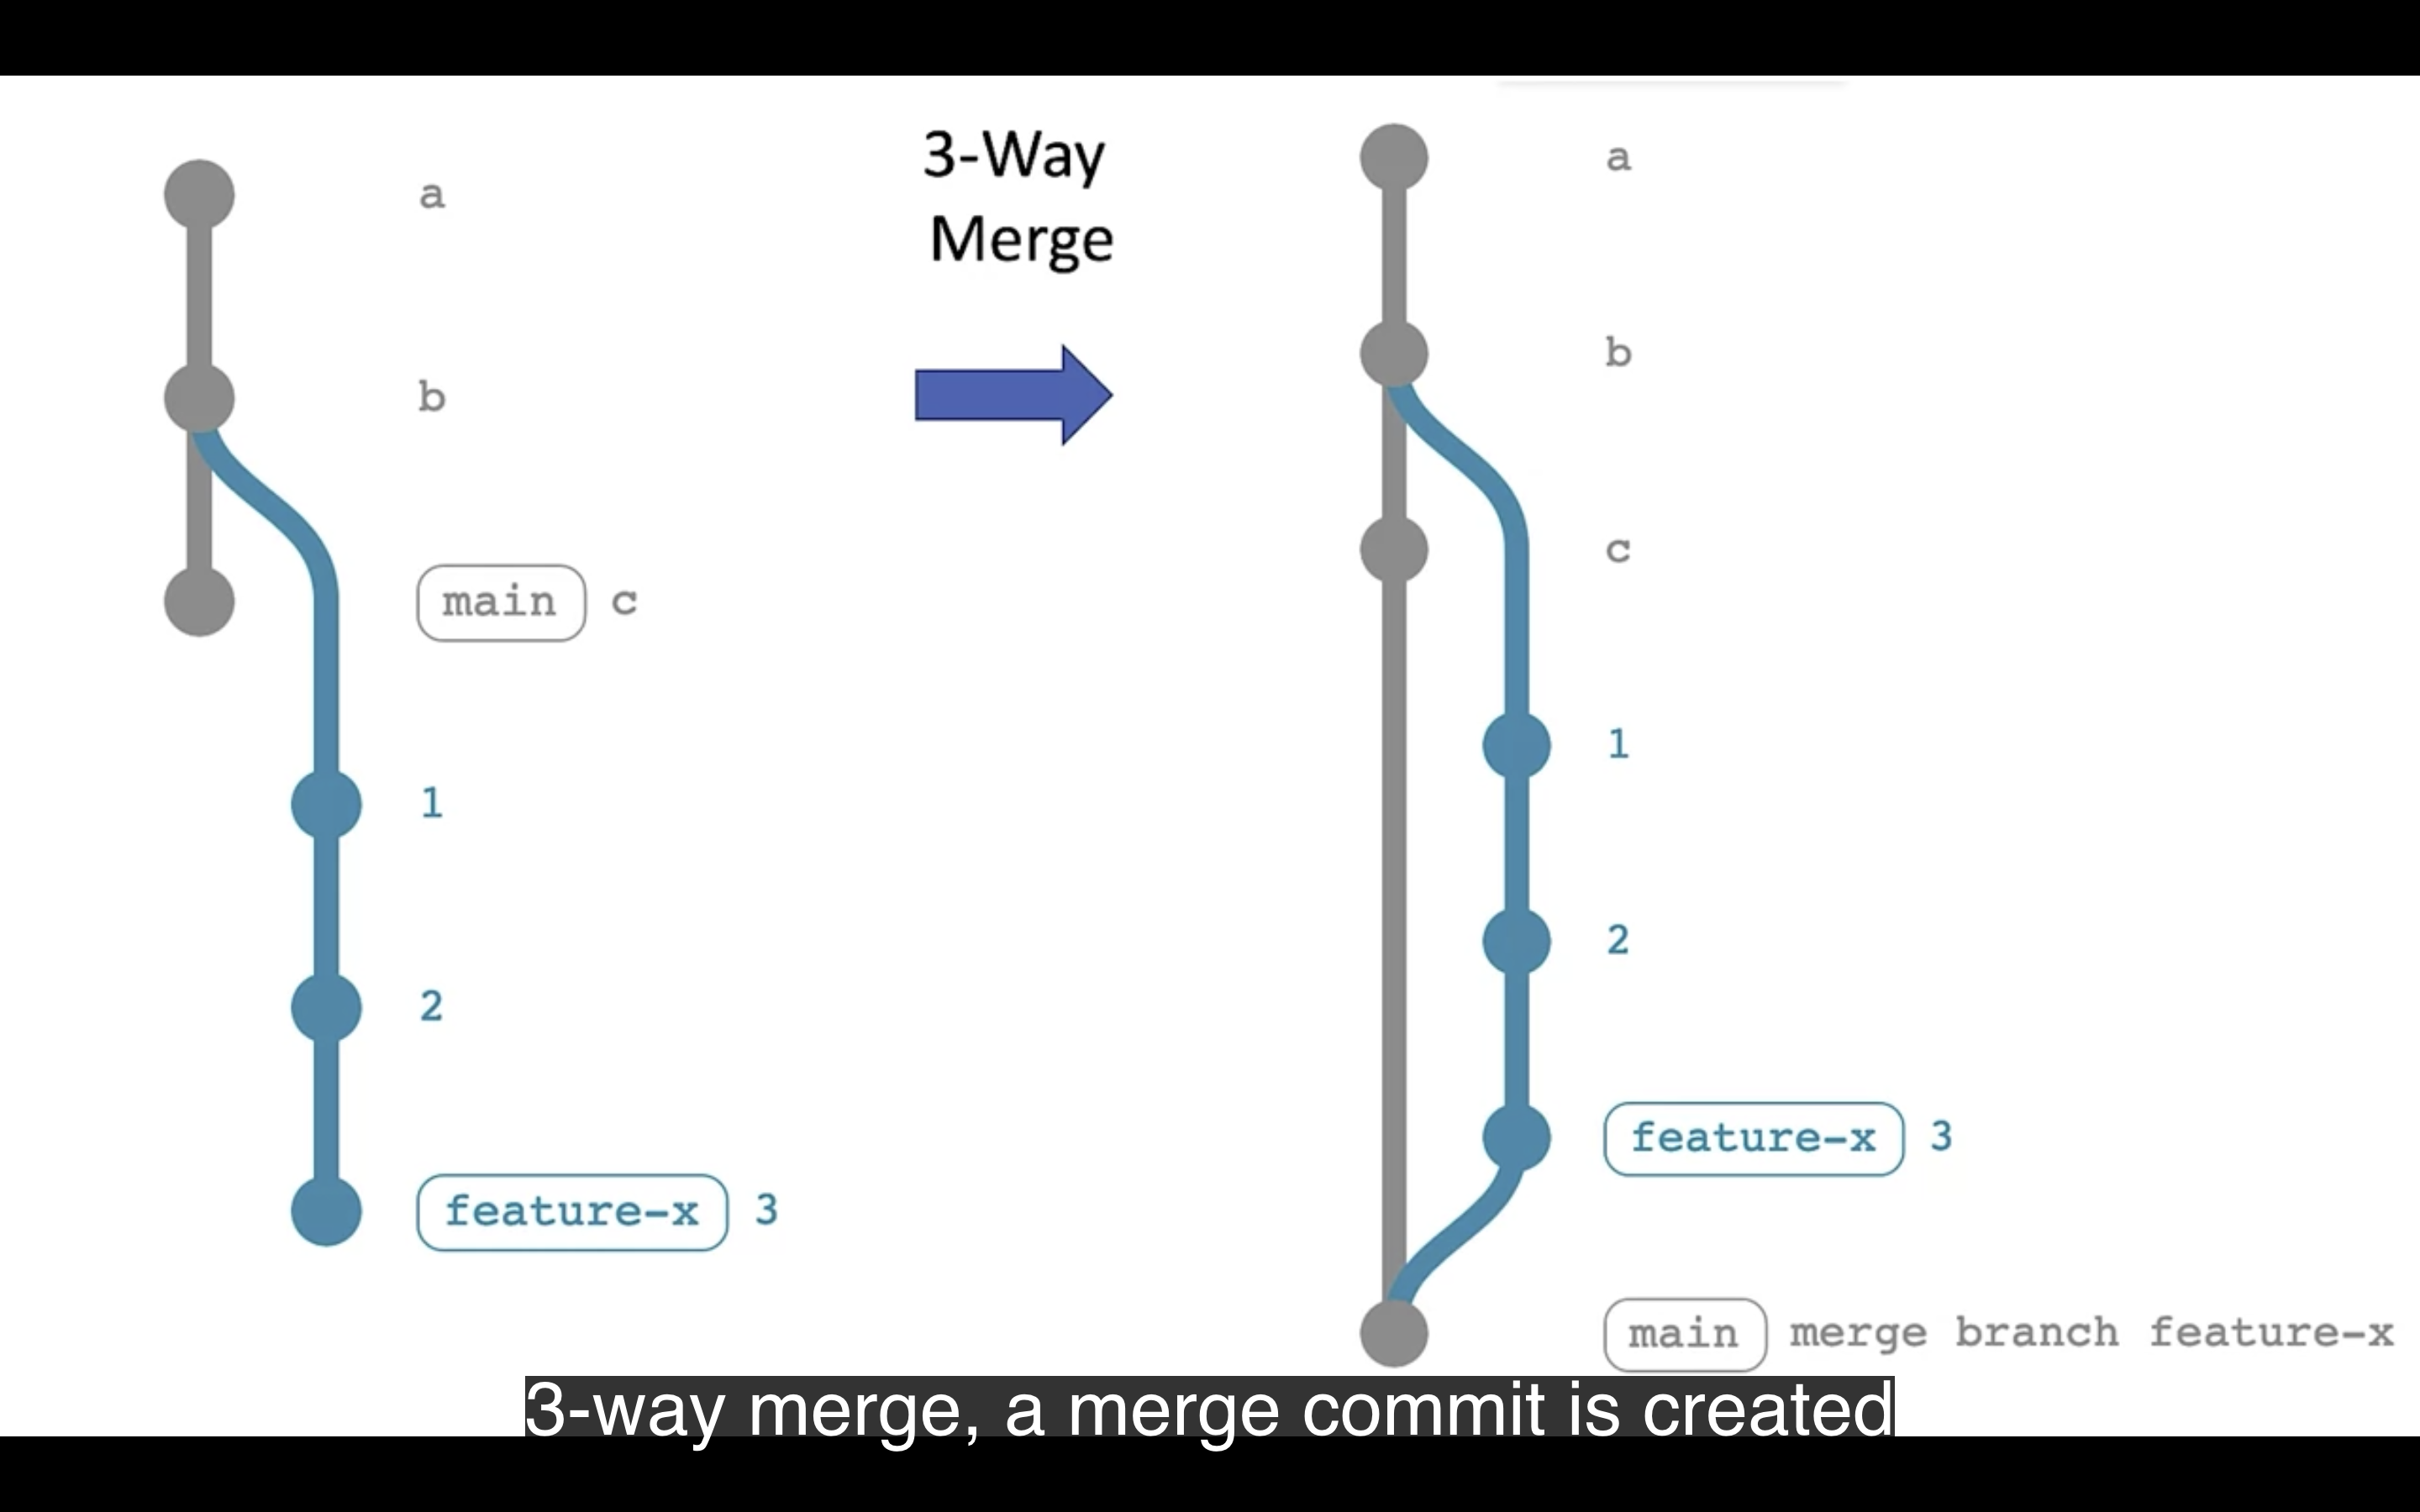 a
b
main c
1
2
feature-x 3
3-Way
Merge
a
b
c
1
2
feature-x 3
main merge branch feature-x
3-way merge, a merge commit is created